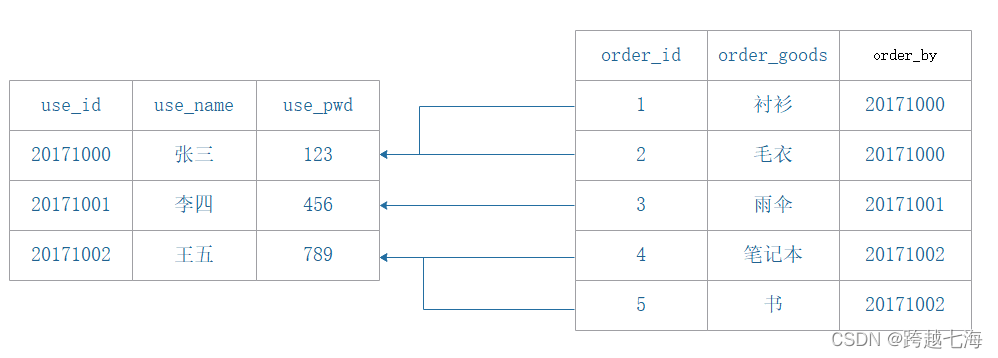 use_id use_name use_pwd
20171000 张三 123
20171001 李四 456
20171002 王五 789
order_id order_goods order_by
1 衬衫 20171000
2 毛衣 20171000
3 雨伞 20171001
4 笔记本 20171002
5 书 20171002
CSDN @跨越七海